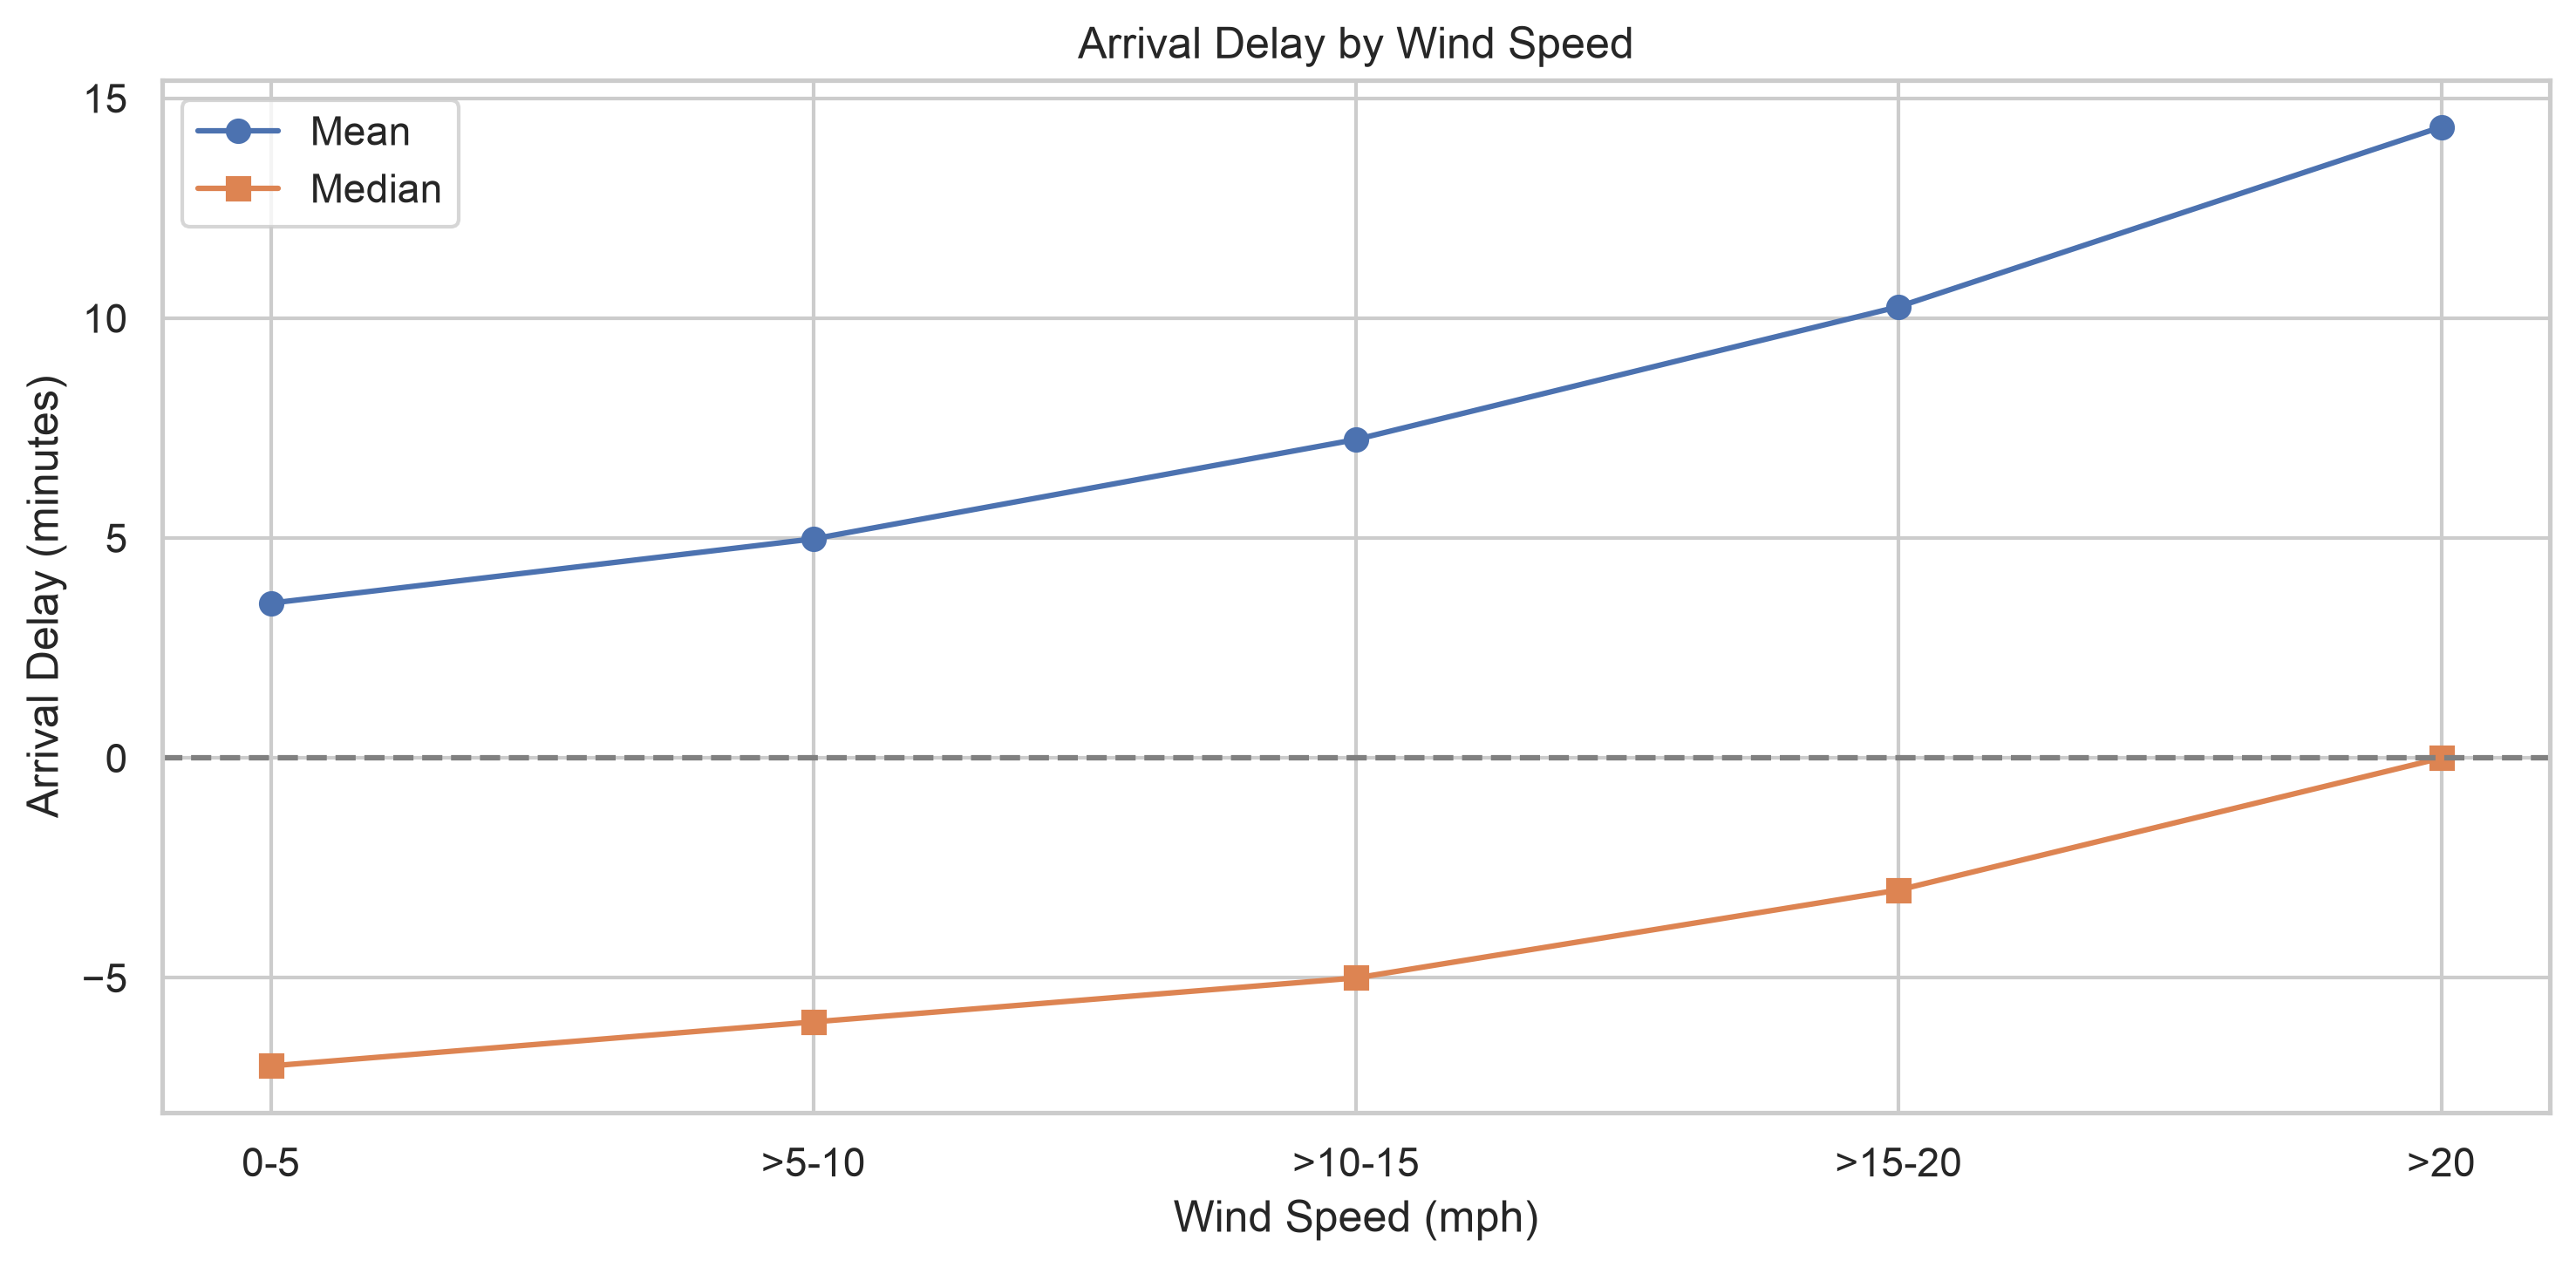 Arrival Delay by Wind Speed
Mean
Median
Arrival Delay (minutes)
15
10
5
0
−5
0-5
>5-10
>10-15
>15-20
>20
Wind Speed (mph)